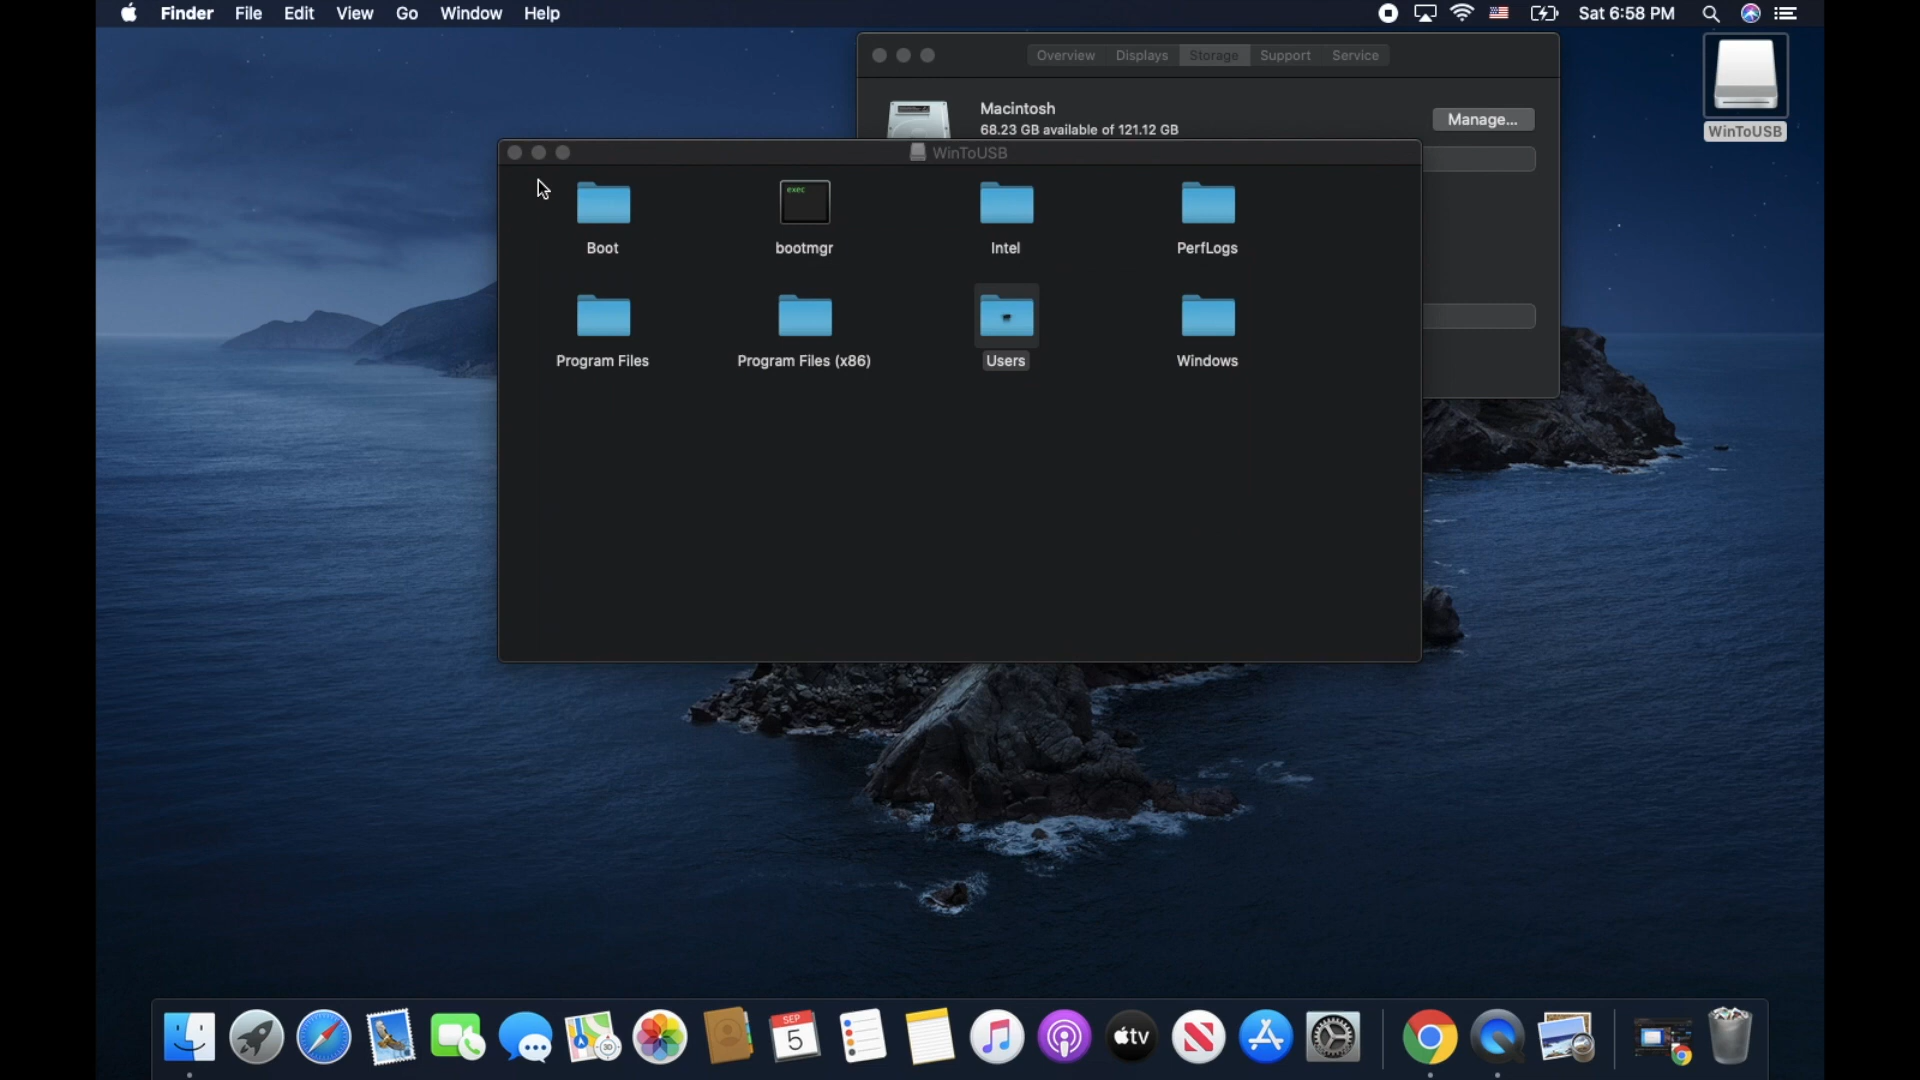 Finder File Edit View Go Window Help
Sat 6:58 PM
Overview Displays Storage Support Service
Macintosh
68.23 GB available of 121.12 GB
Manage...
WinToUSB
WinToUSB
exec
Boot bootmgr Intel PerfLogs
Program Files Program Files (x86) Users Windows
SEP
5
3D
tv